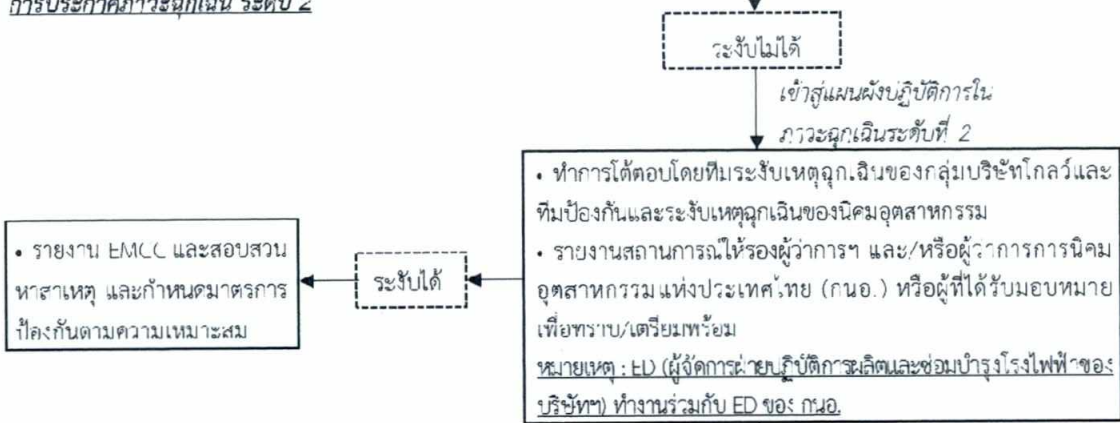 การประกาศภาวะฉุกเฉิน ระดับ 2
ระงับไม่ได้
เข้าสู่แผนผังปฏิบัติการใน
ภาวะฉุกเฉินระดับที่ 2
• ทำการโต้ตอบโดยทีมระงับเหตุฉุกเฉินของกลุ่มบริษัทโกลว์และ
ทีมป้องกันและระงับเหตุฉุกเฉินของนิคมอุตสาหกรรม
• รายงานสถานการณ์ให้รองผู้ว่าการฯ และ/หรือผู้ว่าการการนิคม
อุตสาหกรรมแห่งประเทศไทย (กนอ.) หรือผู้ที่ได้รับมอบหมาย
เพื่อทราบ/เตรียมพร้อม
หมายเหตุ : ED (ผู้จัดการฝ่ายปฏิบัติการผลิตและซ่อมบำรุงโรงไฟฟ้าของ
บริษัทฯ) ทำงานร่วมกับ ED ของ กนอ.
ระงับได้
• รายงาน EMCC และสอบสวน
หาสาเหตุ และกำหนดมาตรการ
ป้องกันตามความเหมาะสม